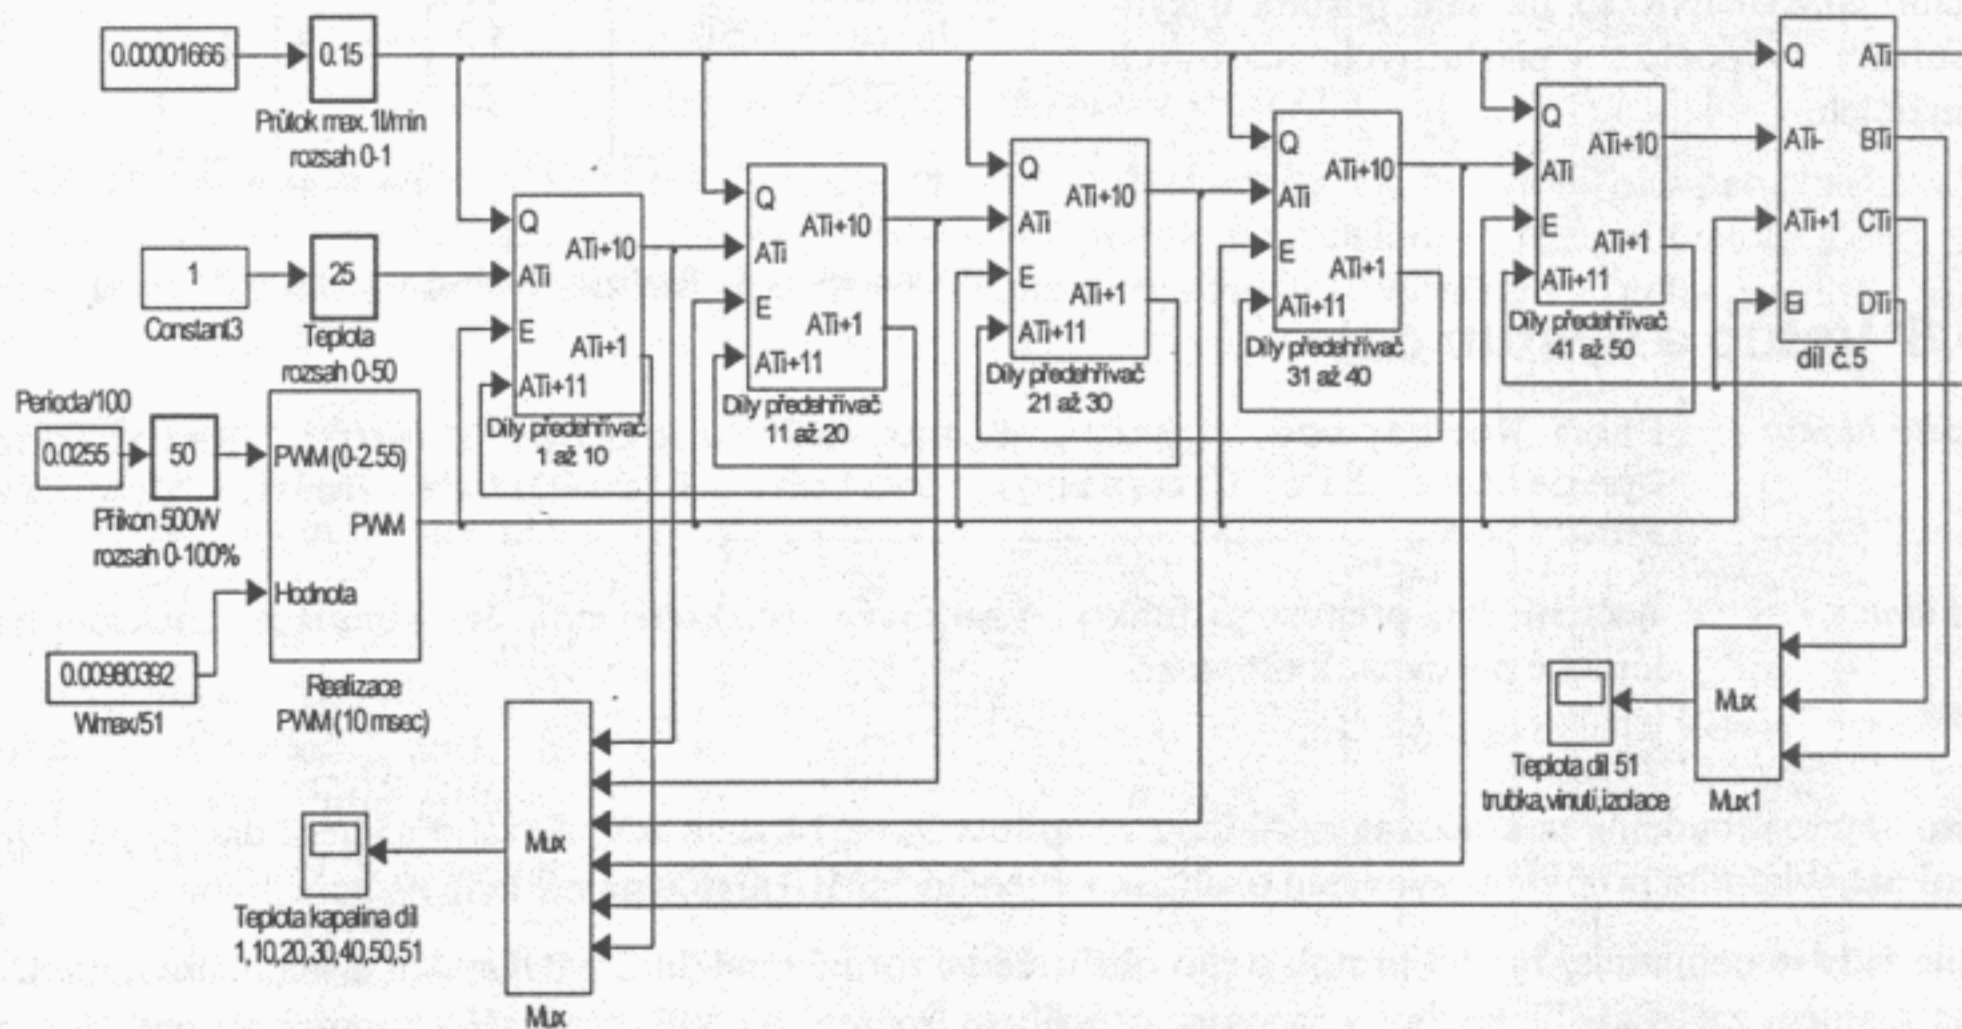 0.00001666
0.15
Průtok max. 1l/min
rozsah 0-1
1
Constant3
25
Teplota
rozsah 0-50
Perioda/100
0.0255
50
Příkon 500W
rozsah 0-100%
PWM (0-2.55)
PWM
Hodnota
Realizace
PWM (10 msec)
0.00980392
Wmax/51
Q
ATi
E
ATi+11
ATi+10
ATi+1
Díly předehřívač
1 až 10
Q
ATi
E
ATi+11
ATi+10
ATi+1
Díly předehřívač
11 až 20
Q
ATi
E
ATi+11
ATi+10
ATi+1
Díly předehřívač
21 až 30
Q
ATi
E
ATi+11
ATi+10
ATi+1
Díly předehřívač
31 až 40
Q
ATi
E
ATi+11
ATi+10
ATi+1
Díly předehřívač
41 až 50
Q
ATi-
ATi+1
Ei
ATi
BTi
CTi
DTi
díl č.5
Mux
Mux
Teplota kapalina díl
1,10,20,30,40,50,51
Mux
Mux1
Teplota díl 51
trubka,vinutí,izolace